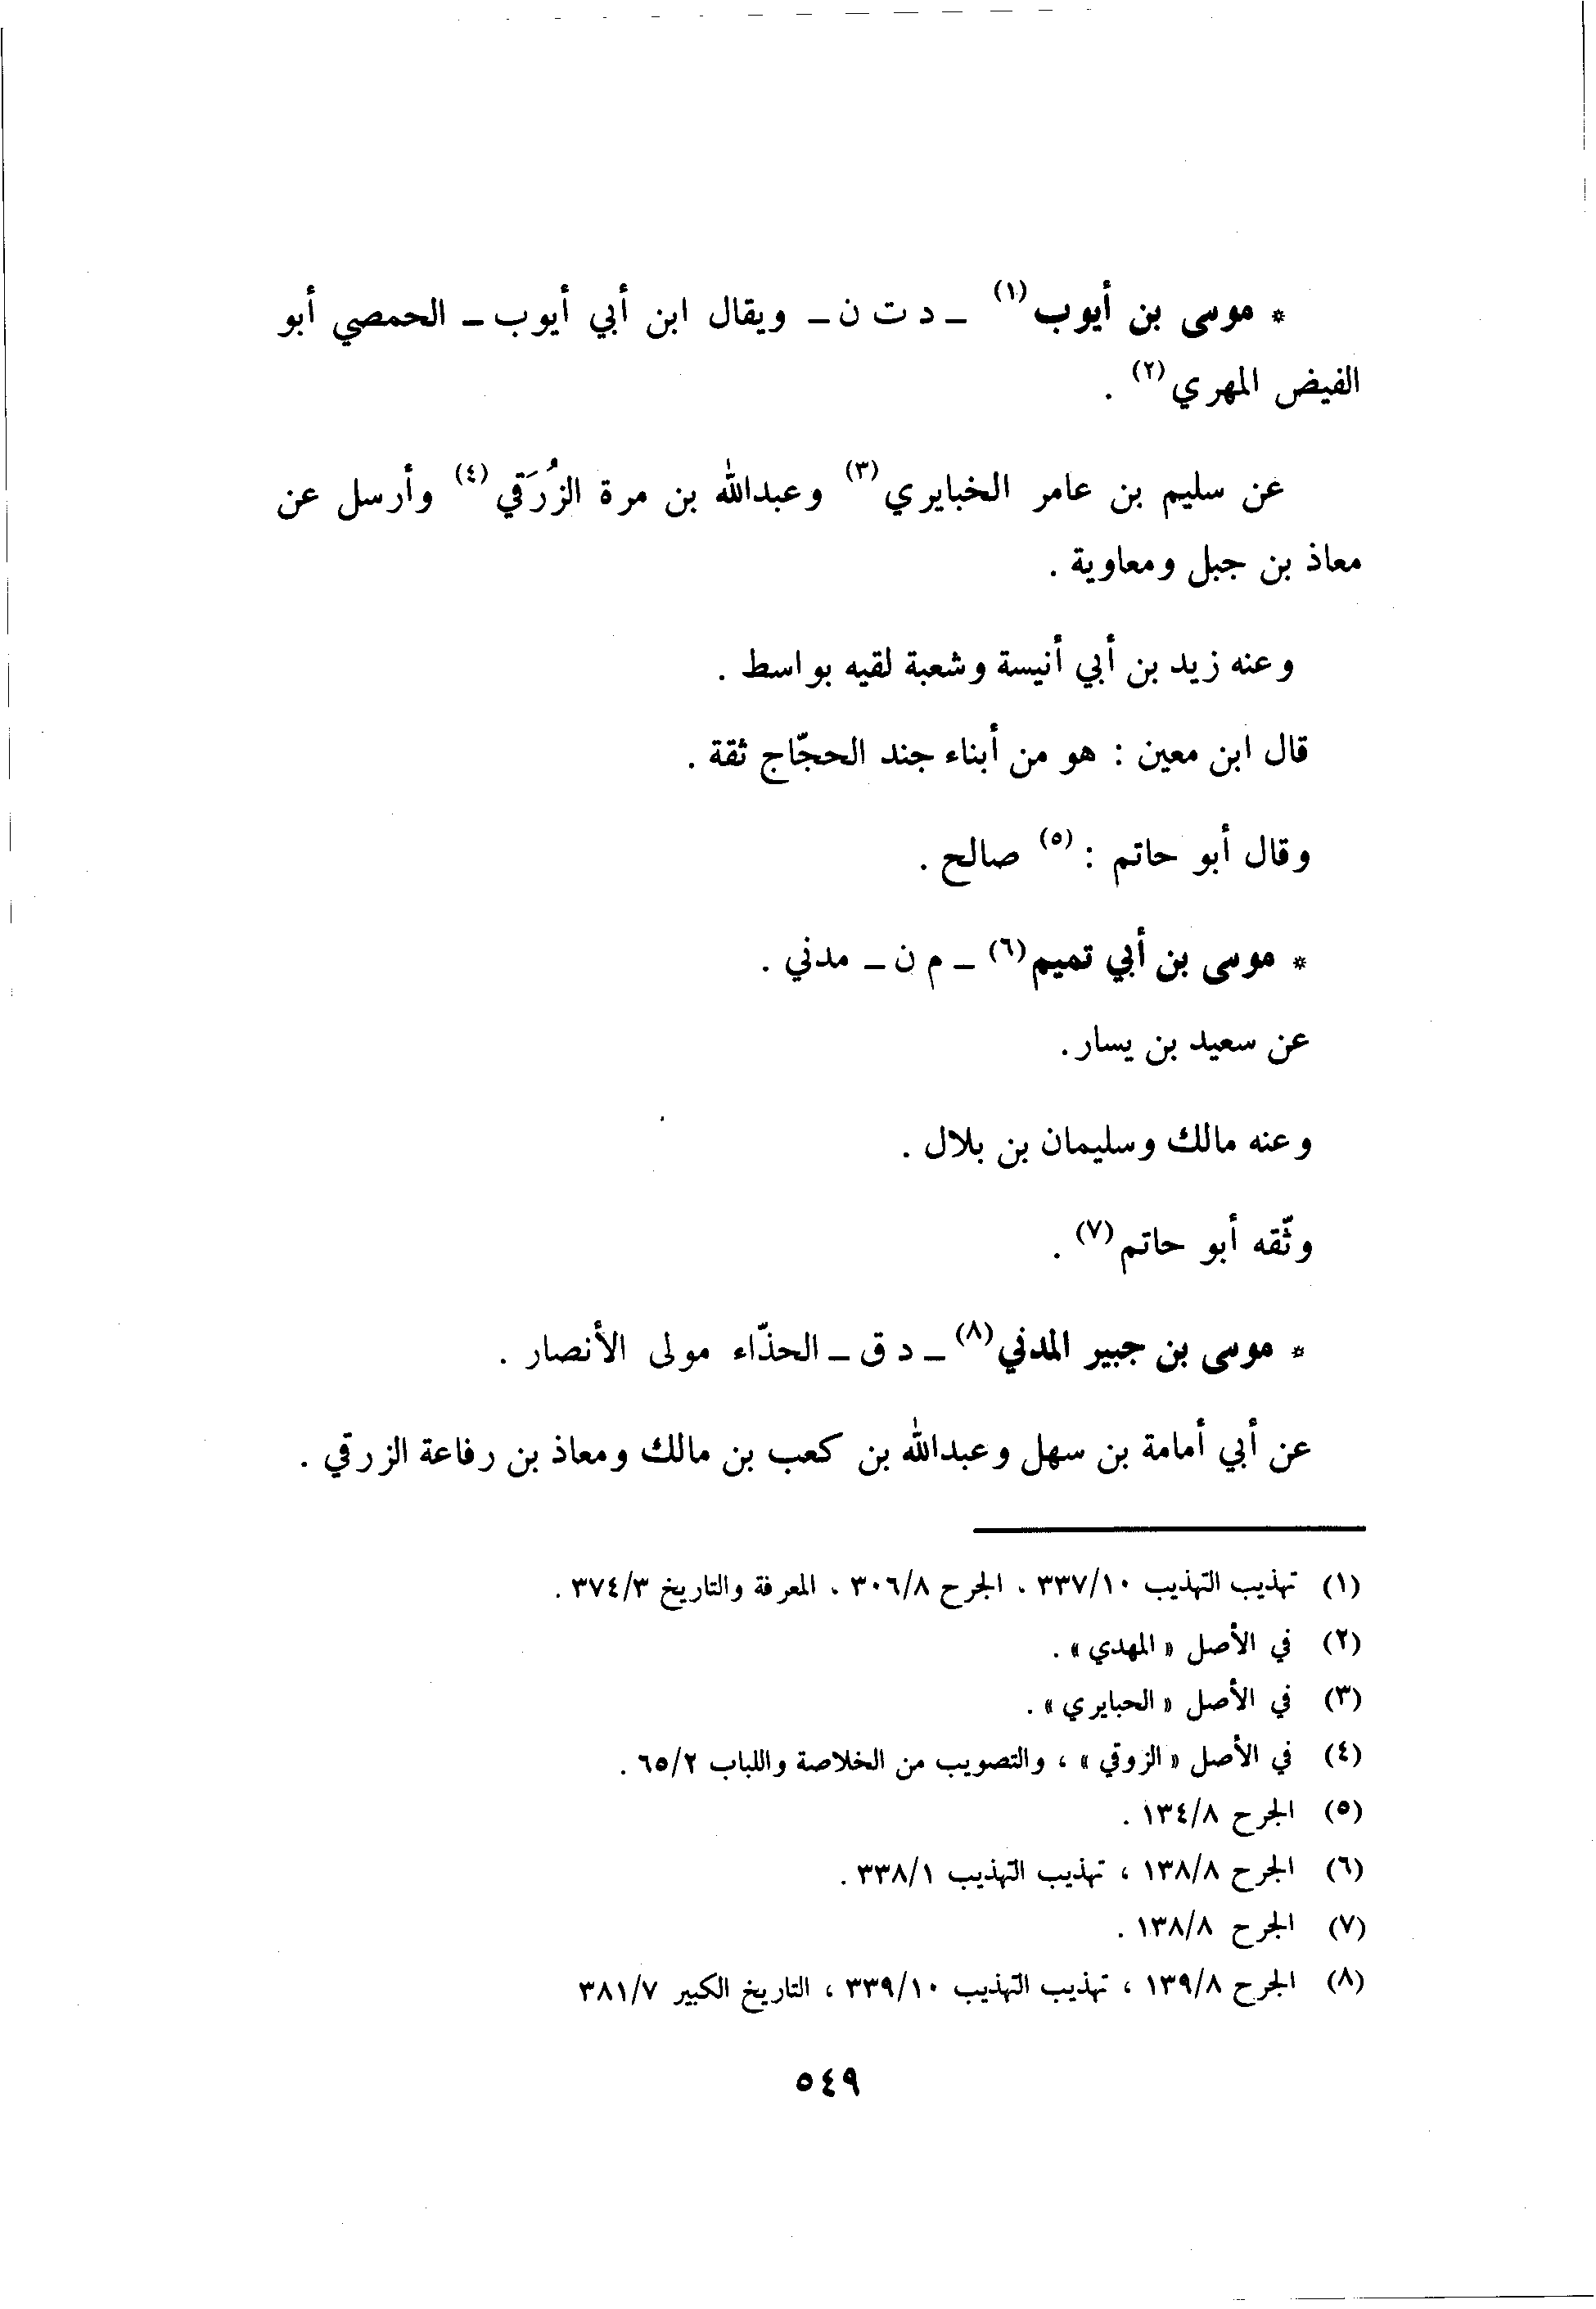 * موسى بن أيوب (١) ـ د ت ن ـ ويقال ابن أبي أيوب ـ الحمصي أبو
الفيض المهري (٢) .
عن سليم بن عامر الخبايري (٣) وعبدالله بن مرة الزُرَقي (٤) وأرسل عن
معاذ بن جبل ومعاوية .
وعنه زيد بن أبي أنيسة وشعبة لقيه بواسط .
قال ابن معين : هو من أبناء جند الحجّاج ثقة .
وقال أبو حاتم : (٥) صالح .
* موسى بن أبي تميم (٦) ـ م ن ـ مدني .
عن سعيد بن يسار .
وعنه مالك وسليمان بن بلال .
وثّقه أبو حاتم (٧) .
* موسى بن جبير المدني (٨) ـ د ق ـ الحذّاء مولى الأنصار .
عن أبي أمامة بن سهل وعبدالله بن كعب بن مالك ومعاذ بن رفاعة الزرقي .
(١) تهذيب التهذيب ٣٣٧/١٠ ، الجرح ٣٠٦/٨ ، المعرفة والتاريخ ٣٧٤/٣ .
(٢) في الأصل « المهدي » .
(٣) في الأصل « الحبايري » .
(٤) في الأصل « الزوقي » ، والتصويب من الخلاصة واللباب ٦٥/٢ .
(٥) الجرح ١٣٤/٨ .
(٦) الجرح ١٣٨/٨ ، تهذيب التهذيب ٣٣٨/١ .
(٧) الجرح ١٣٨/٨ .
(٨) الجرح ١٣٩/٨ ، تهذيب التهذيب ٣٣٩/١٠ ، التاريخ الكبير ٣٨١/٧
٥٤٩